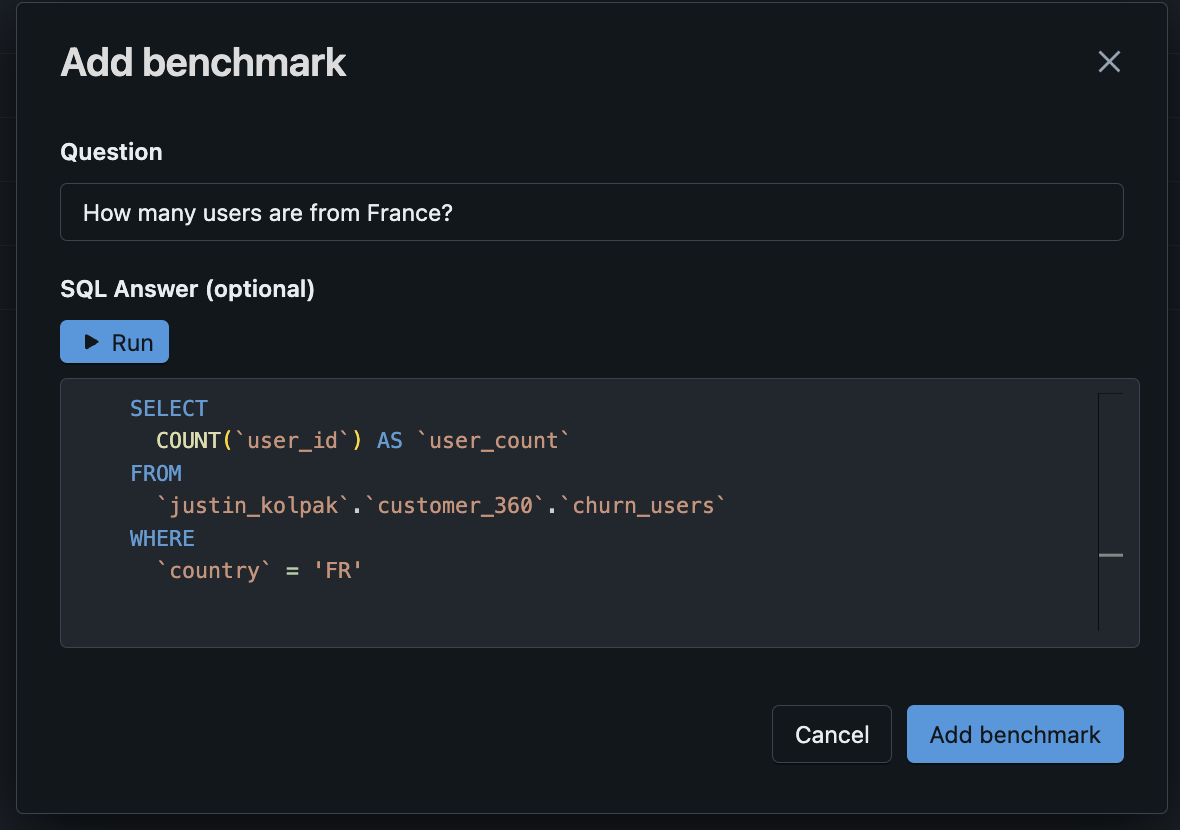 Add benchmark
Question
How many users are from France?
SQL Answer (optional)
Run
SELECT
  COUNT(`user_id`) AS `user_count`
FROM
  `justin_kolpak`.`customer_360`.`churn_users`
WHERE
  `country` = 'FR'
Cancel
Add benchmark